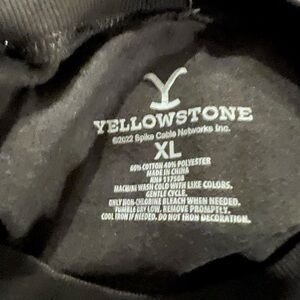 YELLOWSTONE
©2022 Spike Cable Networks Inc.
XL
60% COTTON 40% POLYESTER
MADE IN CHINA
RN# 117508
MACHINE WASH COLD WITH LIKE COLORS.
GENTLE CYCLE.
ONLY NON-CHLORINE BLEACH WHEN NEEDED.
TUMBLE DRY LOW. REMOVE PROMPTLY.
COOL IRON IF NEEDED. DO NOT IRON DECORATION.